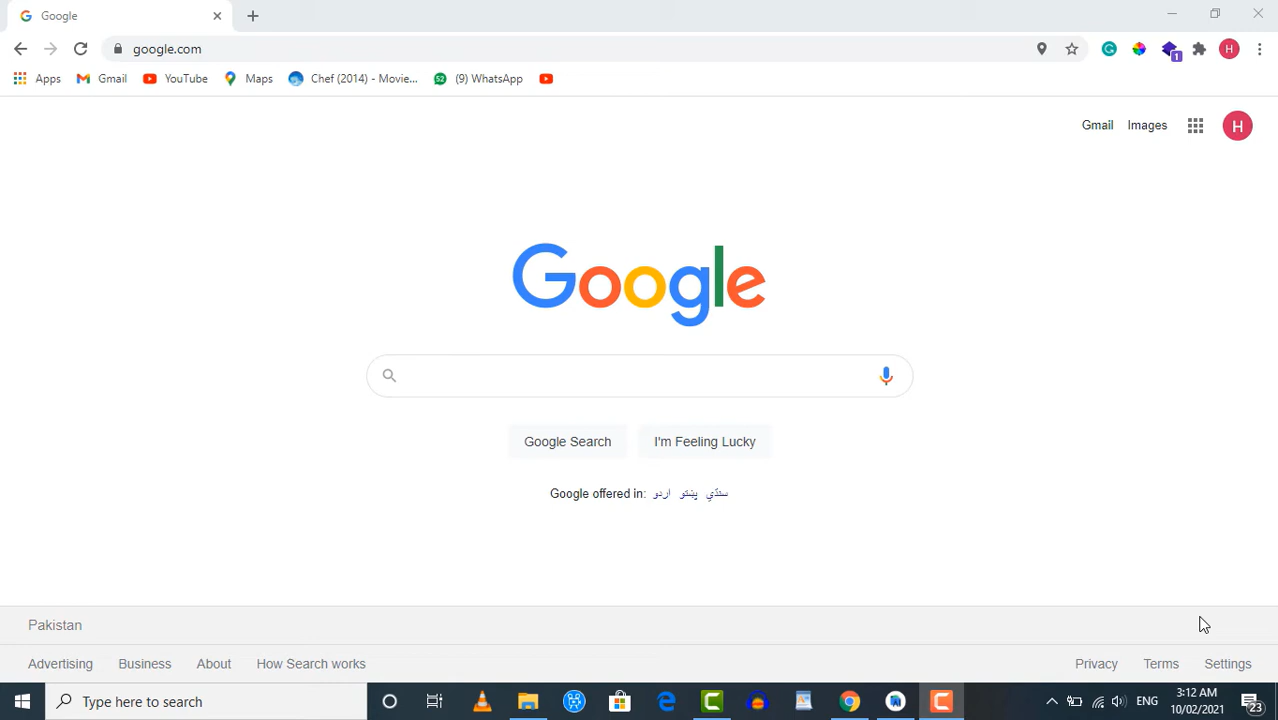 Google
google.com
Apps
Gmail
YouTube
Maps
Chef (2014) - Movie...
(9) WhatsApp
H
1
Gmail
Images
H
Google
Google Search
I'm Feeling Lucky
Google offered in: اردو پښتو سنڌي
Pakistan
Advertising
Business
About
How Search works
Privacy
Terms
Settings
Type here to search
ENG
3:12 AM
10/02/2021
23